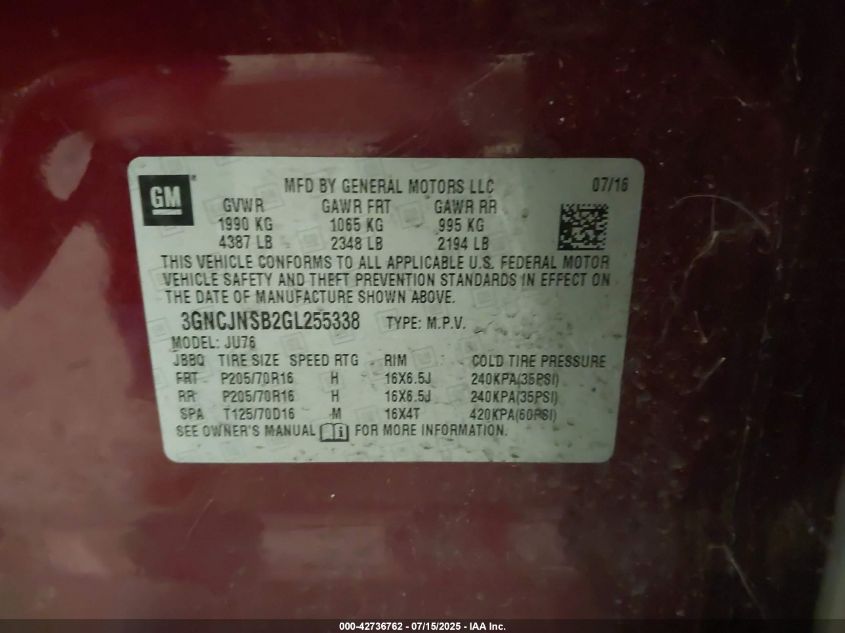 GM
MFD BY GENERAL MOTORS LLC 07/16
GVWR GAWR FRT GAWR RR
1990 KG 1065 KG 995 KG
4387 LB 2348 LB 2194 LB
THIS VEHICLE CONFORMS TO ALL APPLICABLE U.S. FEDERAL MOTOR
VEHICLE SAFETY AND THEFT PREVENTION STANDARDS IN EFFECT ON
THE DATE OF MANUFACTURE SHOWN ABOVE.
3GNCJNSB2GL255338 TYPE: M.P.V.
MODEL: JU76
JBBQ TIRE SIZE SPEED RTG RIM COLD TIRE PRESSURE
FRT P205/70R16 H 16X6.5J 240KPA(35PSI)
RR P205/70R16 H 16X6.5J 240KPA(35PSI)
SPA T125/70D16 M 16X4T 420KPA(60PSI)
SEE OWNER'S MANUAL i FOR MORE INFORMATION.
000-42736762 - 07/15/2025 - IAA Inc.